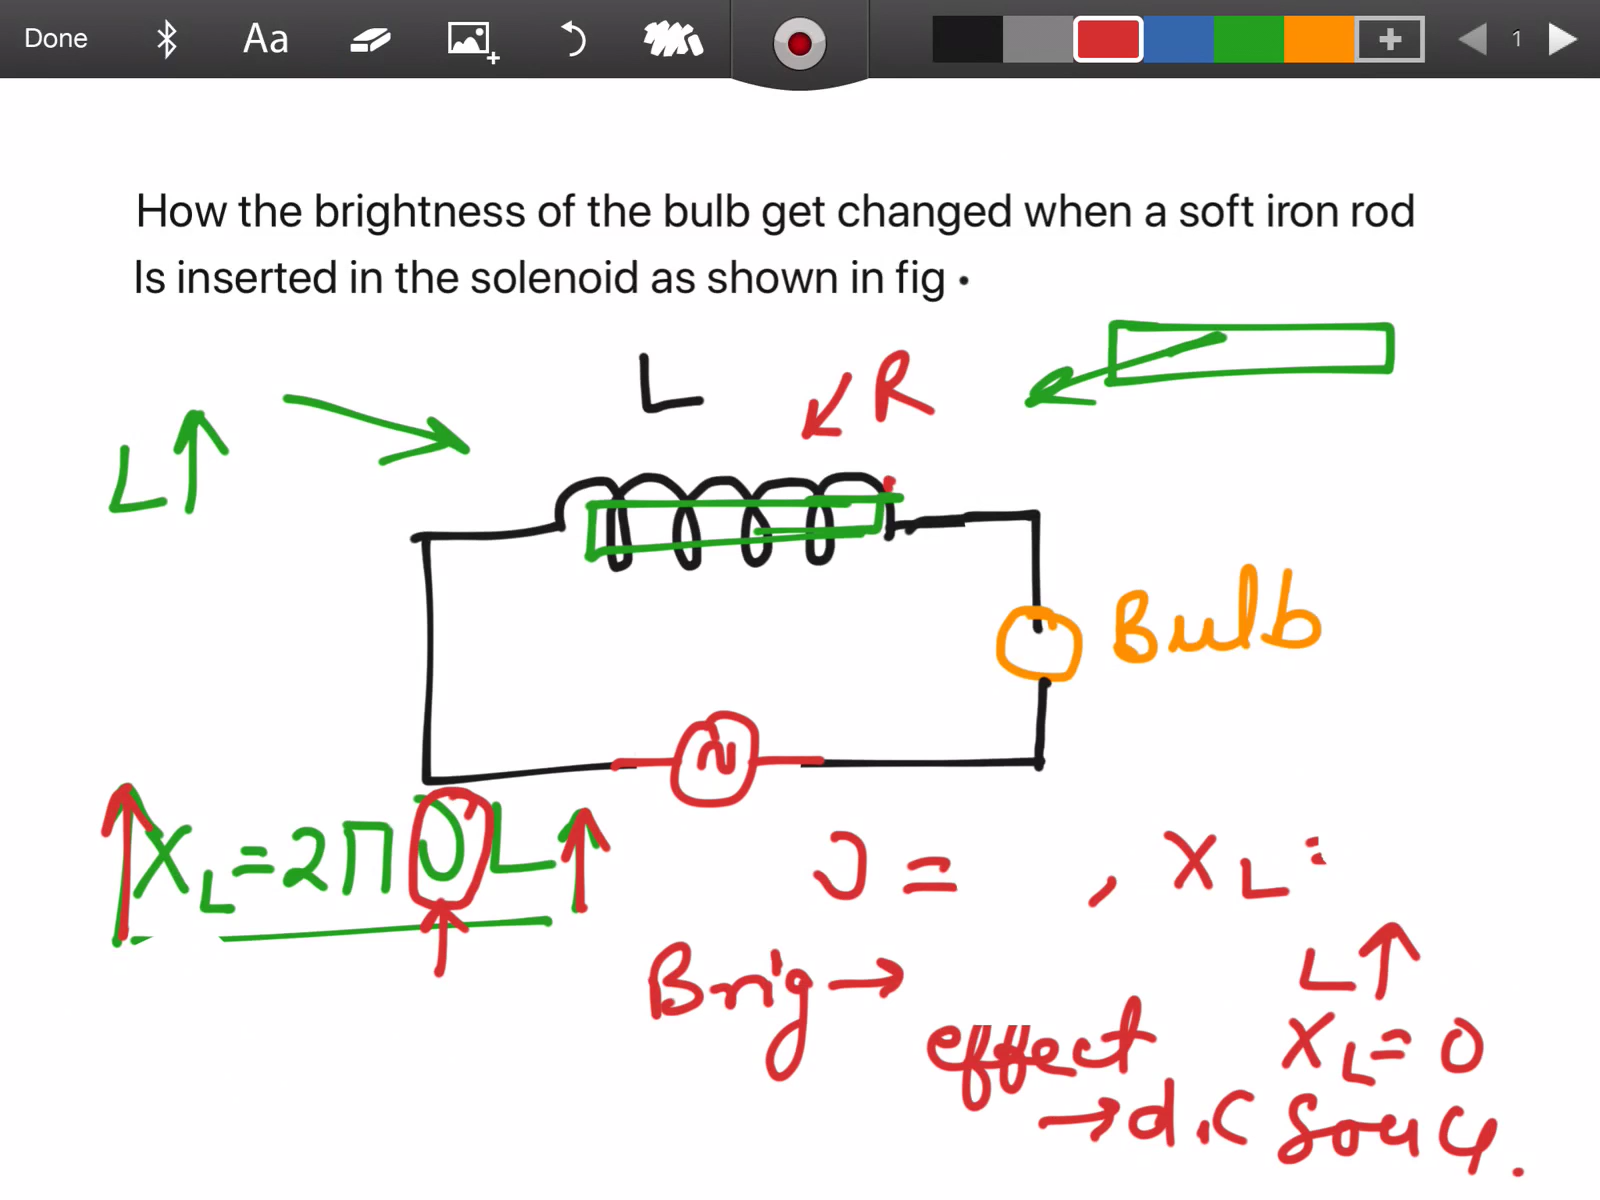 Done Aa 1
How the brightness of the bulb get changed when a soft iron rod
Is inserted in the solenoid as shown in fig .
L
R
L↑
Bulb
N
X_L = 2π υ L ↑
υ = , X_L =
Brig →
L↑
effect
X_L = 0
→ d.c